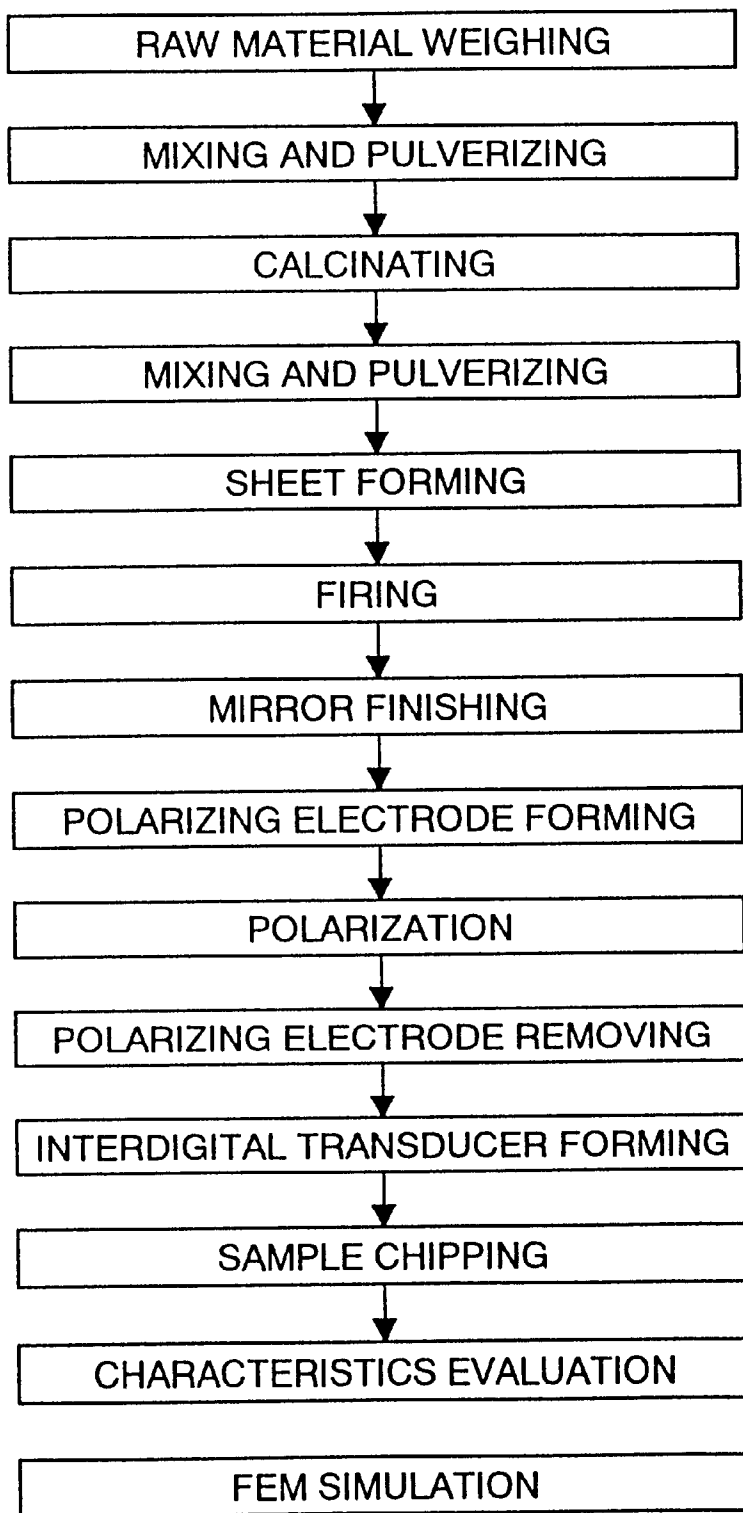 RAW MATERIAL WEIGHING
MIXING AND PULVERIZING
CALCINATING
MIXING AND PULVERIZING
SHEET FORMING
FIRING
MIRROR FINISHING
POLARIZING ELECTRODE FORMING
POLARIZATION
POLARIZING ELECTRODE REMOVING
INTERDIGITAL TRANSDUCER FORMING
SAMPLE CHIPPING
CHARACTERISTICS EVALUATION
FEM SIMULATION